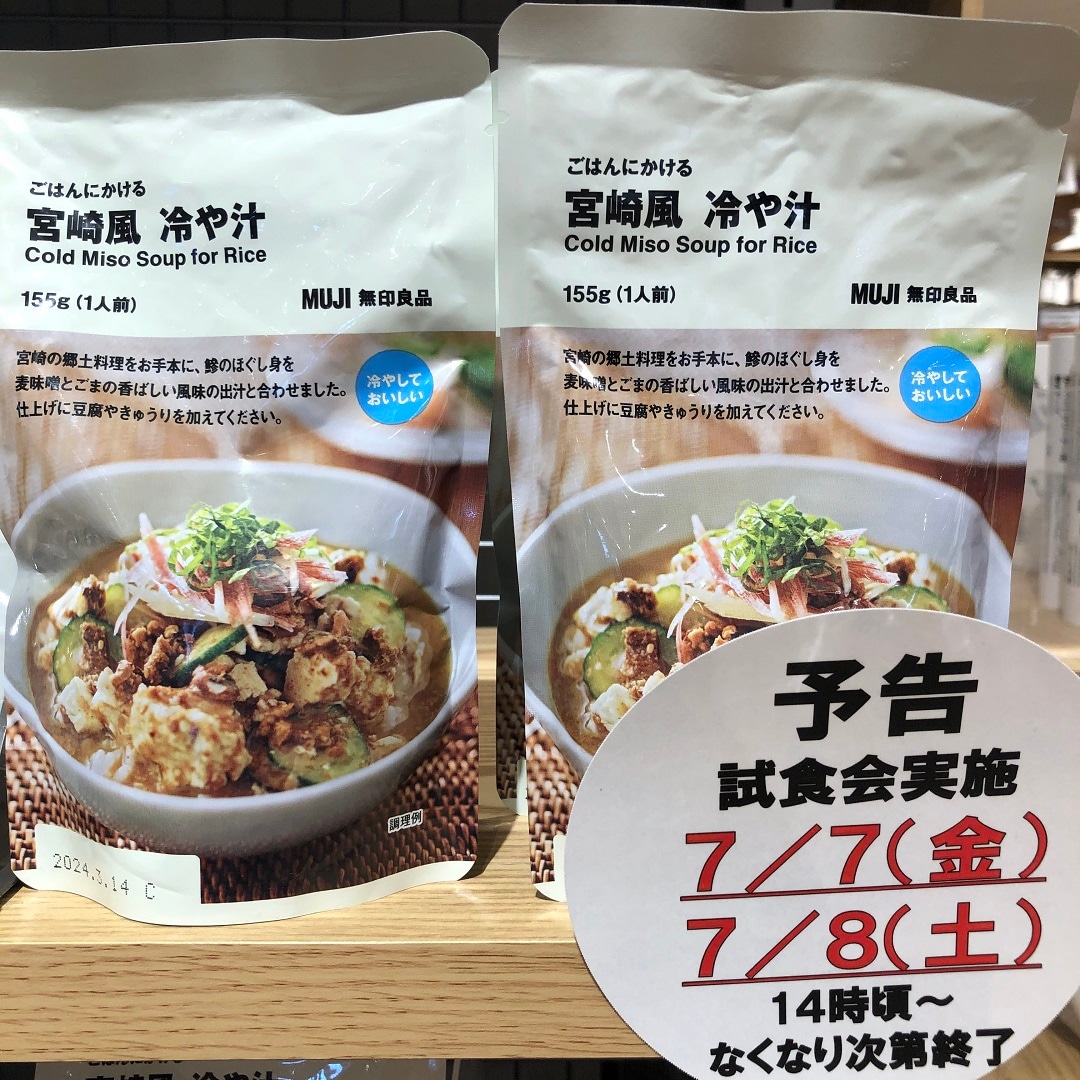 ごはんにかける
宮崎風 冷や汁
Cold Miso Soup for Rice
155g (1人前)
MUJI 無印良品
宮崎の郷土料理をお手本に、鯵のほぐし身を
麦味噌とごまの香ばしい風味の出汁と合わせました。
仕上げに豆腐やきゅうりを加えてください。
冷やして
おいしい
調理例
2024.3.14 C
ごはんにかける
宮崎風 冷や汁
Cold Miso Soup for Rice
155g (1人前)
MUJI 無印良品
宮崎の郷土料理をお手本に、鯵のほぐし身を
麦味噌とごまの香ばしい風味の出汁と合わせました。
仕上げに豆腐やきゅうりを加えてください。
冷やして
おいしい
予告
試食会実施
7/7(金)
7/8(土)
14時頃~
なくなり次第終了
宮崎風 冷や汁